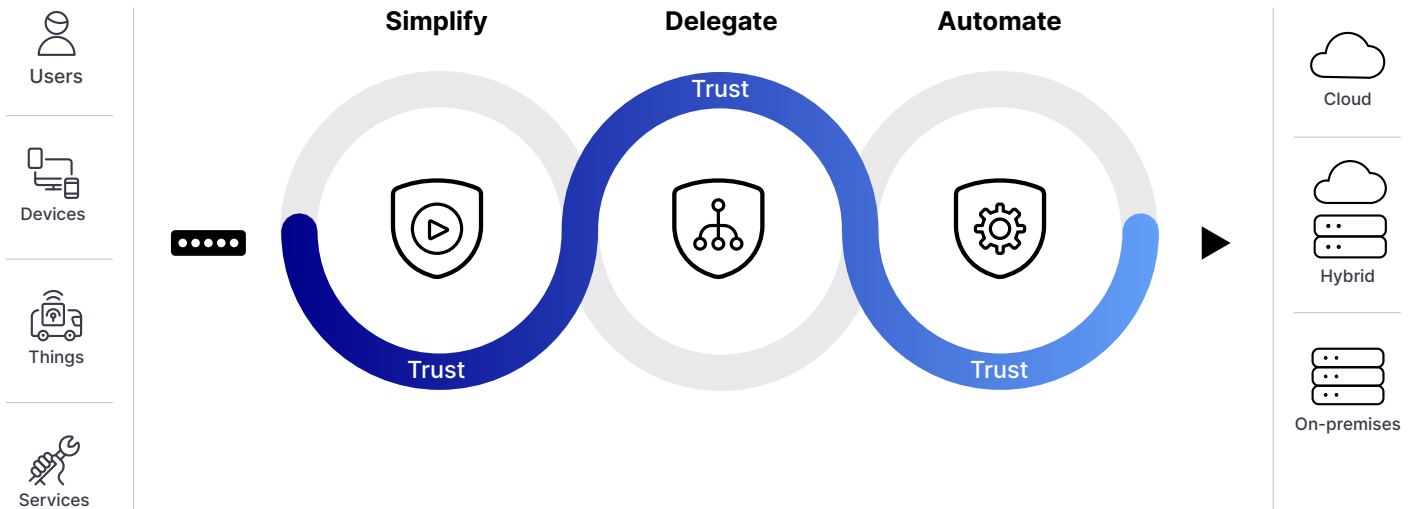 Users
Devices
Things
Services
Simplify
Delegate
Automate
Trust
Trust
Trust
Cloud
Hybrid
On-premises